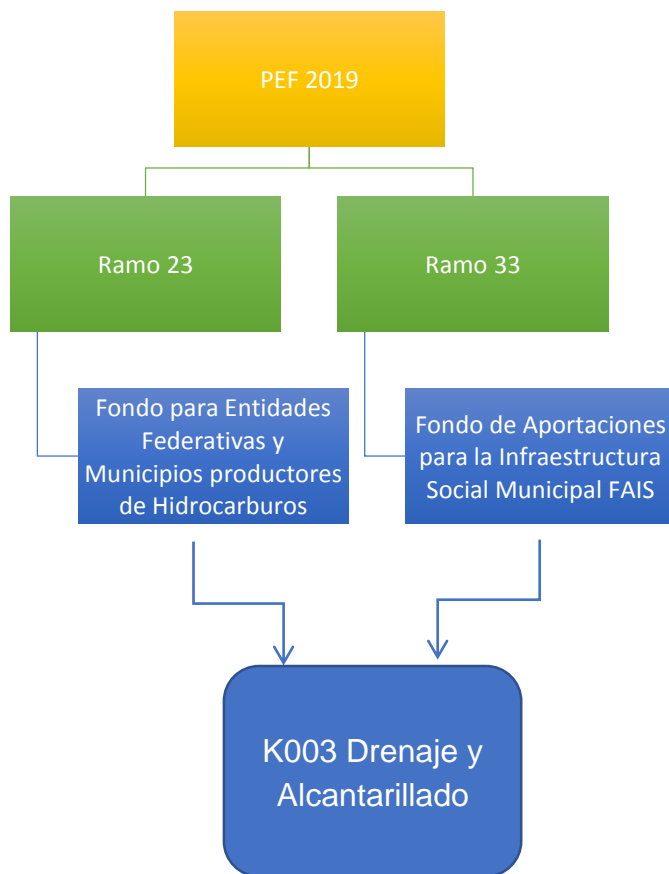 PEF 2019
Ramo 23
Ramo 33
Fondo para Entidades
Federativas y
Municipios productores
de Hidrocarburos
Fondo de Aportaciones
para la Infraestructura
Social Municipal FAIS
K003 Drenaje y
Alcantarillado